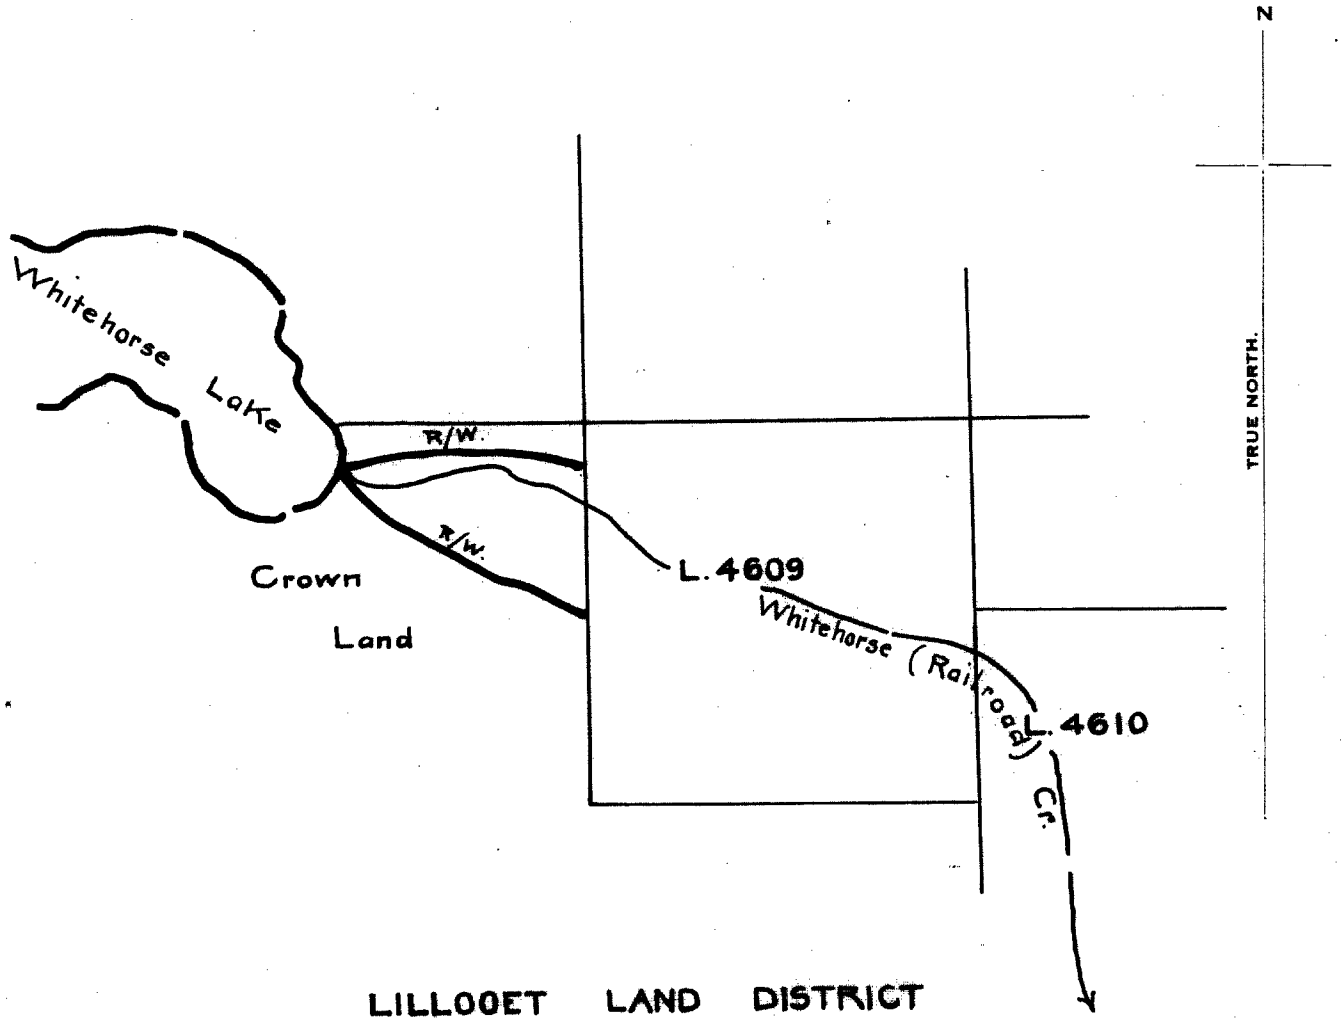 N
TRUE NORTH.
Whitehorse Lake
R/W.
R/W.
Crown
Land
L. 4609
Whitehorse (Railroad) Cr.
L. 4610
LILLOOET LAND DISTRICT